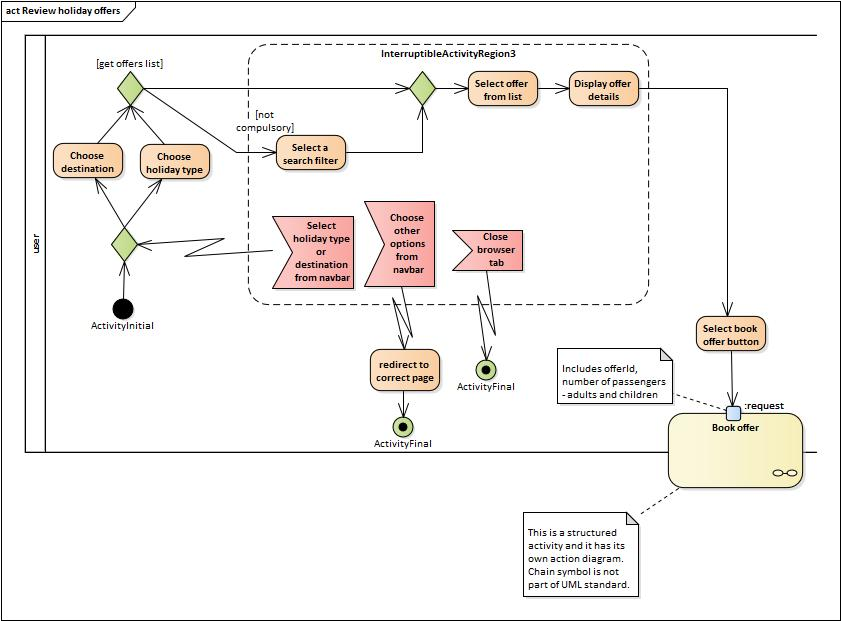 act Review holiday offers
InterruptibleActivityRegion3
[get offers list]
Select offer
from list
Display offer
details
[not
compulsory]
Choose
destination
Choose
holiday type
Select a
search filter
user
Select
holiday type
or
destination
from navbar
Choose
other
options
from
navbar
Close
browser
tab
ActivityInitial
Select book
offer button
redirect to
correct page
ActivityFinal
Includes offerId,
number of passengers
- adults and children
:request
Book offer
ActivityFinal
This is a structured
activity and it has its
own action diagram.
Chain symbol is not
part of UML standard.